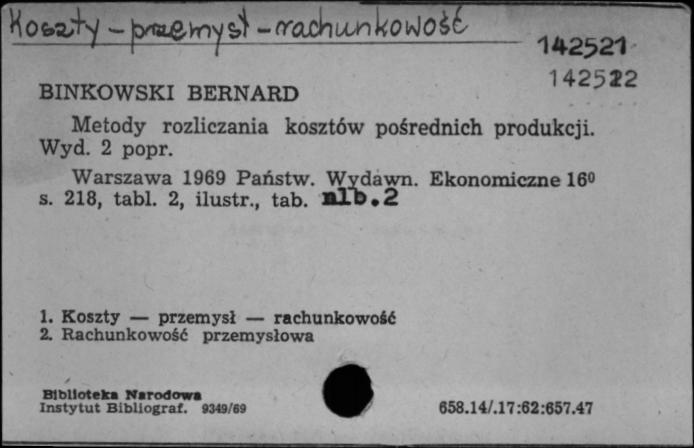 Koszty - przemysł - rachunkowość
142521
142522
BINKOWSKI BERNARD
Metody rozliczania kosztów pośrednich produkcji.
Wyd. 2 popr.
Warszawa 1969 Państw. Wydawn. Ekonomiczne 16⁰
s. 218, tabl. 2, ilustr., tab. nlb. 2
1. Koszty — przemysł — rachunkowość
2. Rachunkowość przemysłowa
Biblioteka Narodowa
Instytut Bibliograf. 9349/69
658.14/.17:62:657.47